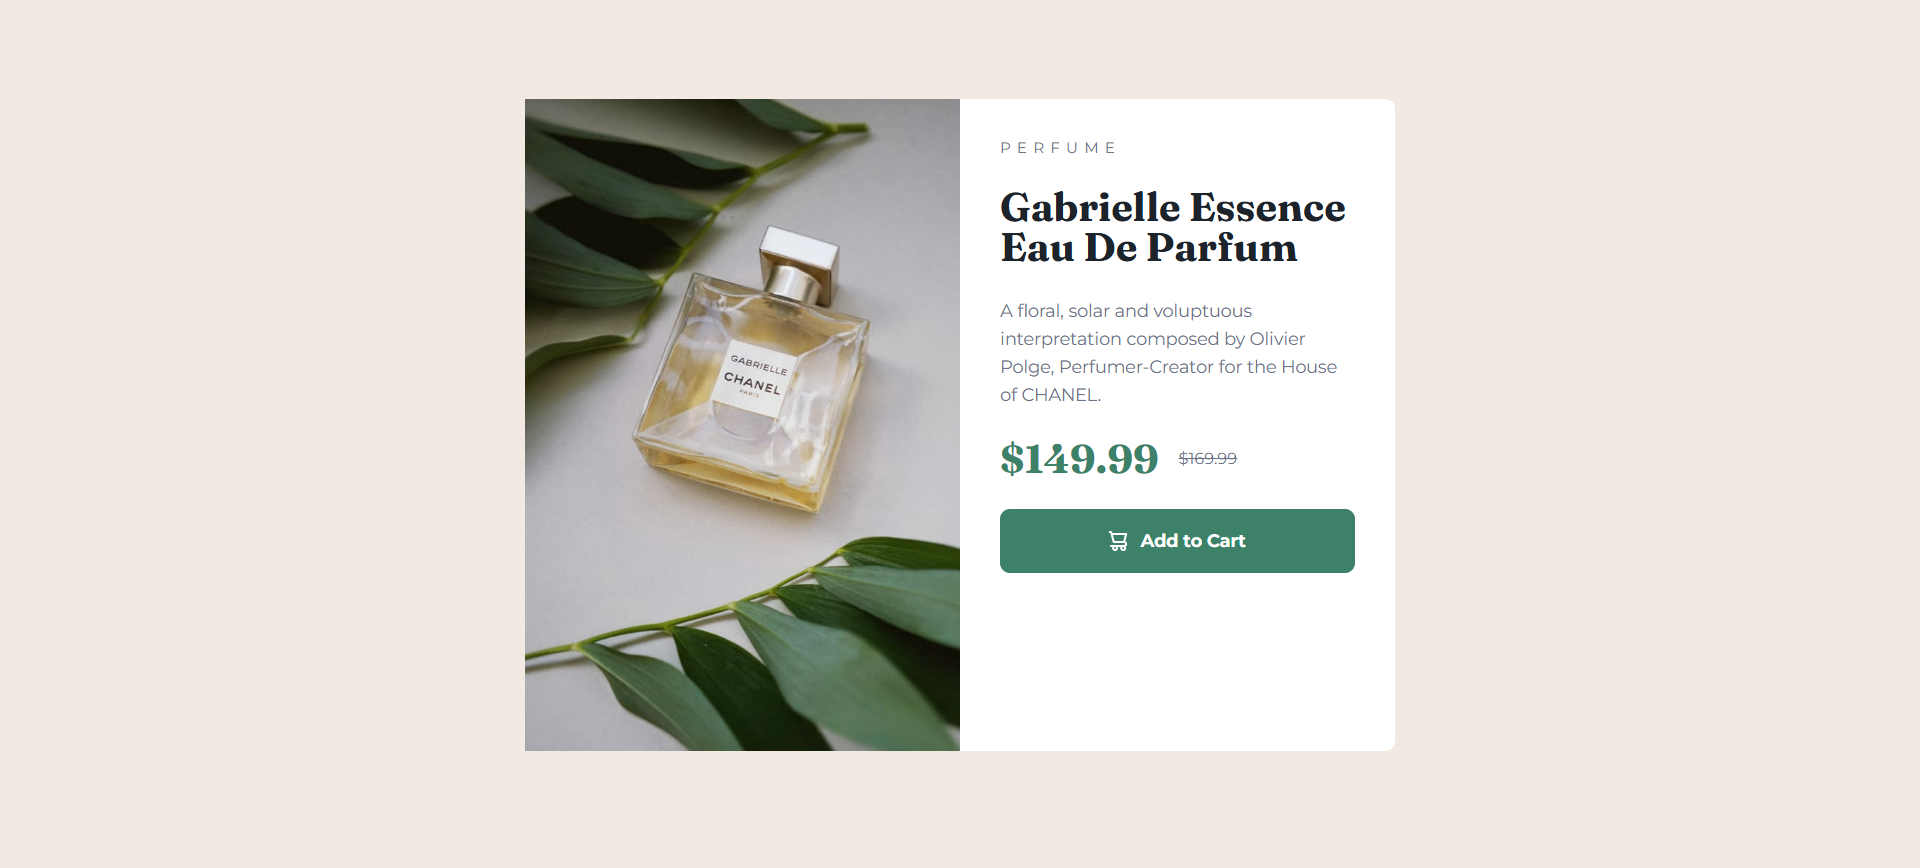 PERFUME
Gabrielle Essence
Eau De Parfum
A floral, solar and voluptuous
interpretation composed by Olivier
Polge, Perfumer-Creator for the House
of CHANEL.
$149.99 $169.99
Add to Cart
GABRIELLE
CHANEL
PARIS